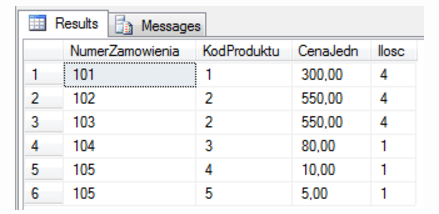 Results Messages
NumerZamowienia KodProduktu CenaJedn Ilosc
1 101 1 300,00 4
2 102 2 550,00 4
3 103 2 550,00 4
4 104 3 80,00 1
5 105 4 10,00 1
6 105 5 5,00 1